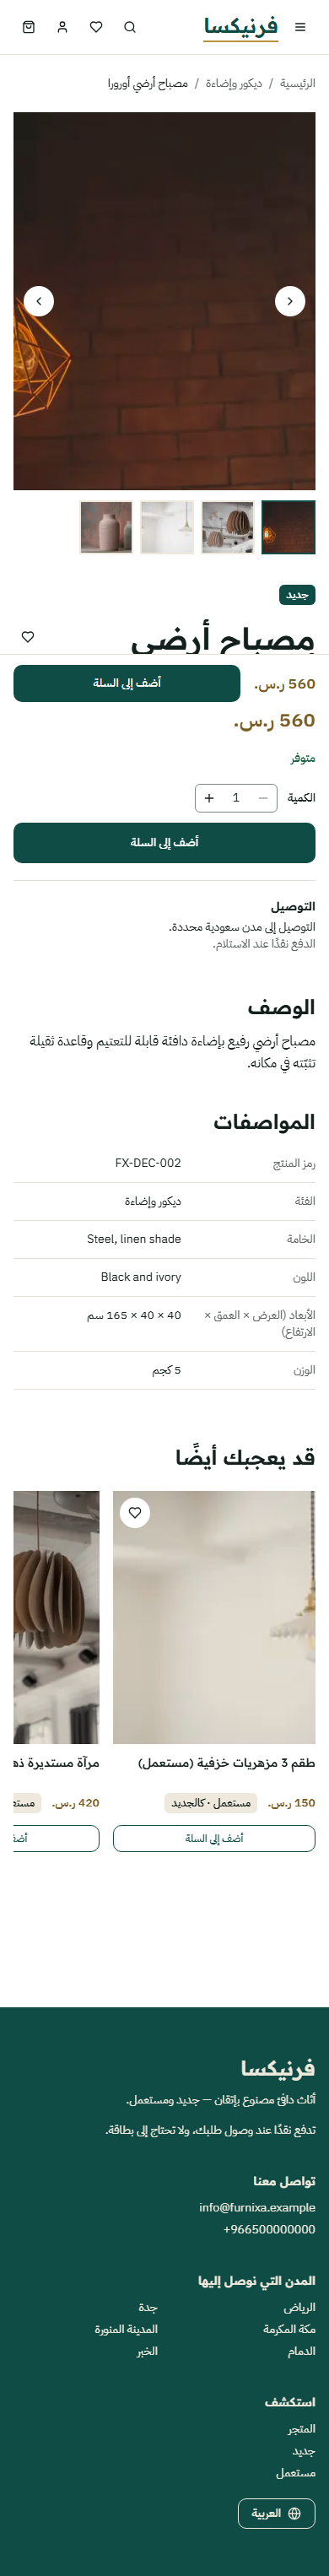 فرنيكسا
الرئيسية / ديكور وإضاءة / مصباح أرضي أورورا
جديد
مصباح أرضي
560 ر.س.
أضف إلى السلة
560 ر.س.
متوفر
الكمية
1
أضف إلى السلة
التوصيل
التوصيل إلى مدن سعودية محددة.
الدفع نقدًا عند الاستلام.
الوصف
مصباح أرضي رفيع بإضاءة دافئة قابلة للتعتيم وقاعدة ثقيلة
تثبّته في مكانه.
المواصفات
رمز المنتج FX-DEC-002
الفئة ديكور وإضاءة
الخامة Steel, linen shade
اللون Black and ivory
الأبعاد (العرض × العمق × الارتفاع) 40 × 40 × 165 سم
الوزن 5 كجم
قد يعجبك أيضًا
طقم 3 مزهريات خزفية (مستعمل)
150 ر.س.
مستعمل · كالجديد
أضف إلى السلة
مرآة مستديرة
420 ر.س.
فرنيكسا
أثاث دافئ مصنوع بإتقان — جديد ومستعمل.
تدفع نقدًا عند وصول طلبك، ولا تحتاج إلى بطاقة.
تواصل معنا
info@furnixa.example
+966500000000
المدن التي نوصل إليها
الرياض
جدة
مكة المكرمة
المدينة المنورة
الدمام
الخبر
استكشف
المتجر
جديد
مستعمل
العربية